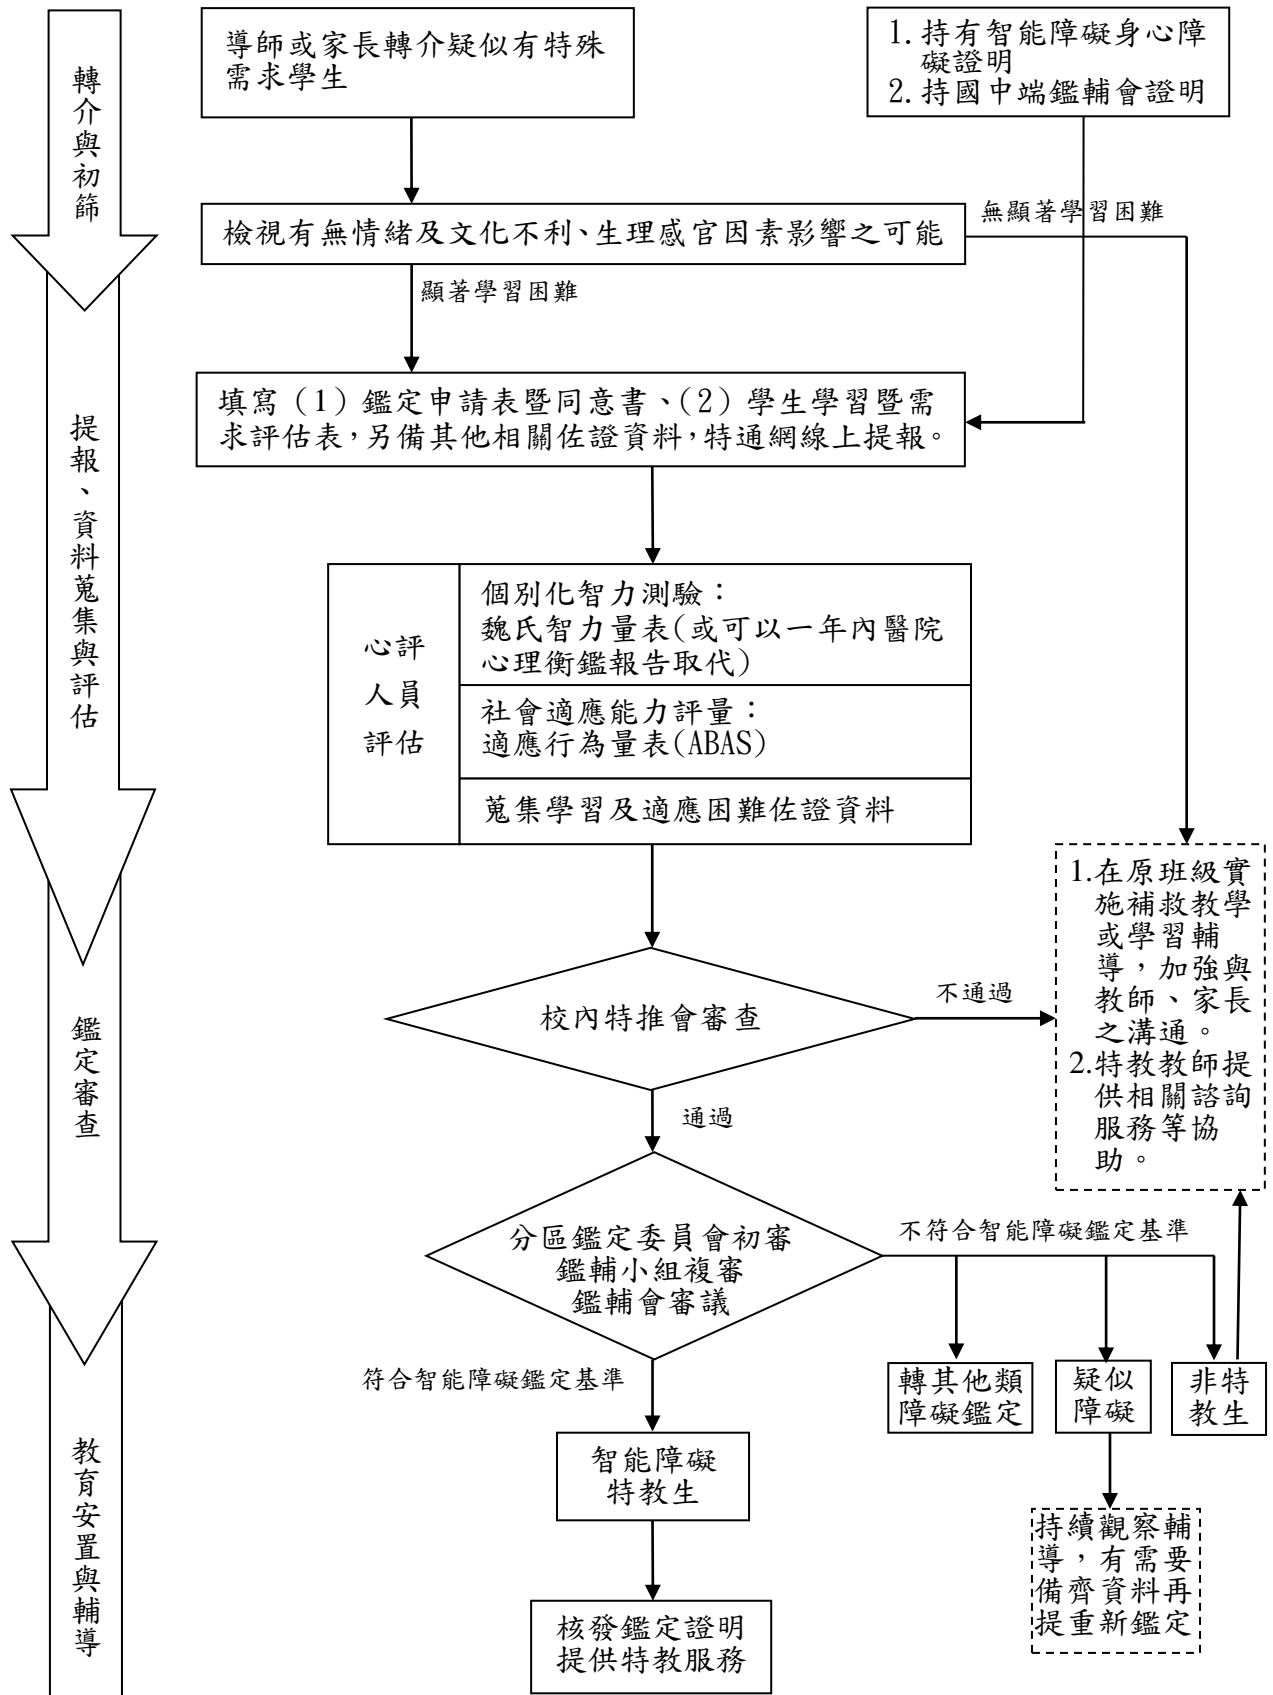 轉介與初篩
導師或家長轉介疑似有特殊
需求學生
1. 持有智能障礙身心障
礙證明
2. 持國中端鑑輔會證明
檢視有無情緒及文化不利、生理感官因素影響之可能
無顯著學習困難
顯著學習困難
提報、資料蒐集與評估
填寫（1）鑑定申請表暨同意書、(2）學生學習暨需
求評估表，另備其他相關佐證資料，特通網線上提報。
心評
人員
評估
個別化智力測驗：
魏氏智力量表(或可以一年內醫院
心理衡鑑報告取代)
社會適應能力評量：
適應行為量表(ABAS)
蒐集學習及適應困難佐證資料
鑑定審查
校內特推會審查
不通過
1.在原班級實
施補救教學
或學習輔
導，加強與
教師、家長
之溝通。
2.特教教師提
供相關諮詢
服務等協
助。
通過
分區鑑定委員會初審
鑑輔小組複審
鑑輔會審議
不符合智能障礙鑑定基準
符合智能障礙鑑定基準
轉其他類
障礙鑑定
疑似
障礙
非特
教生
教育安置與輔導
智能障礙
特教生
持續觀察輔
導，有需要
備齊資料再
提重新鑑定
核發鑑定證明
提供特教服務